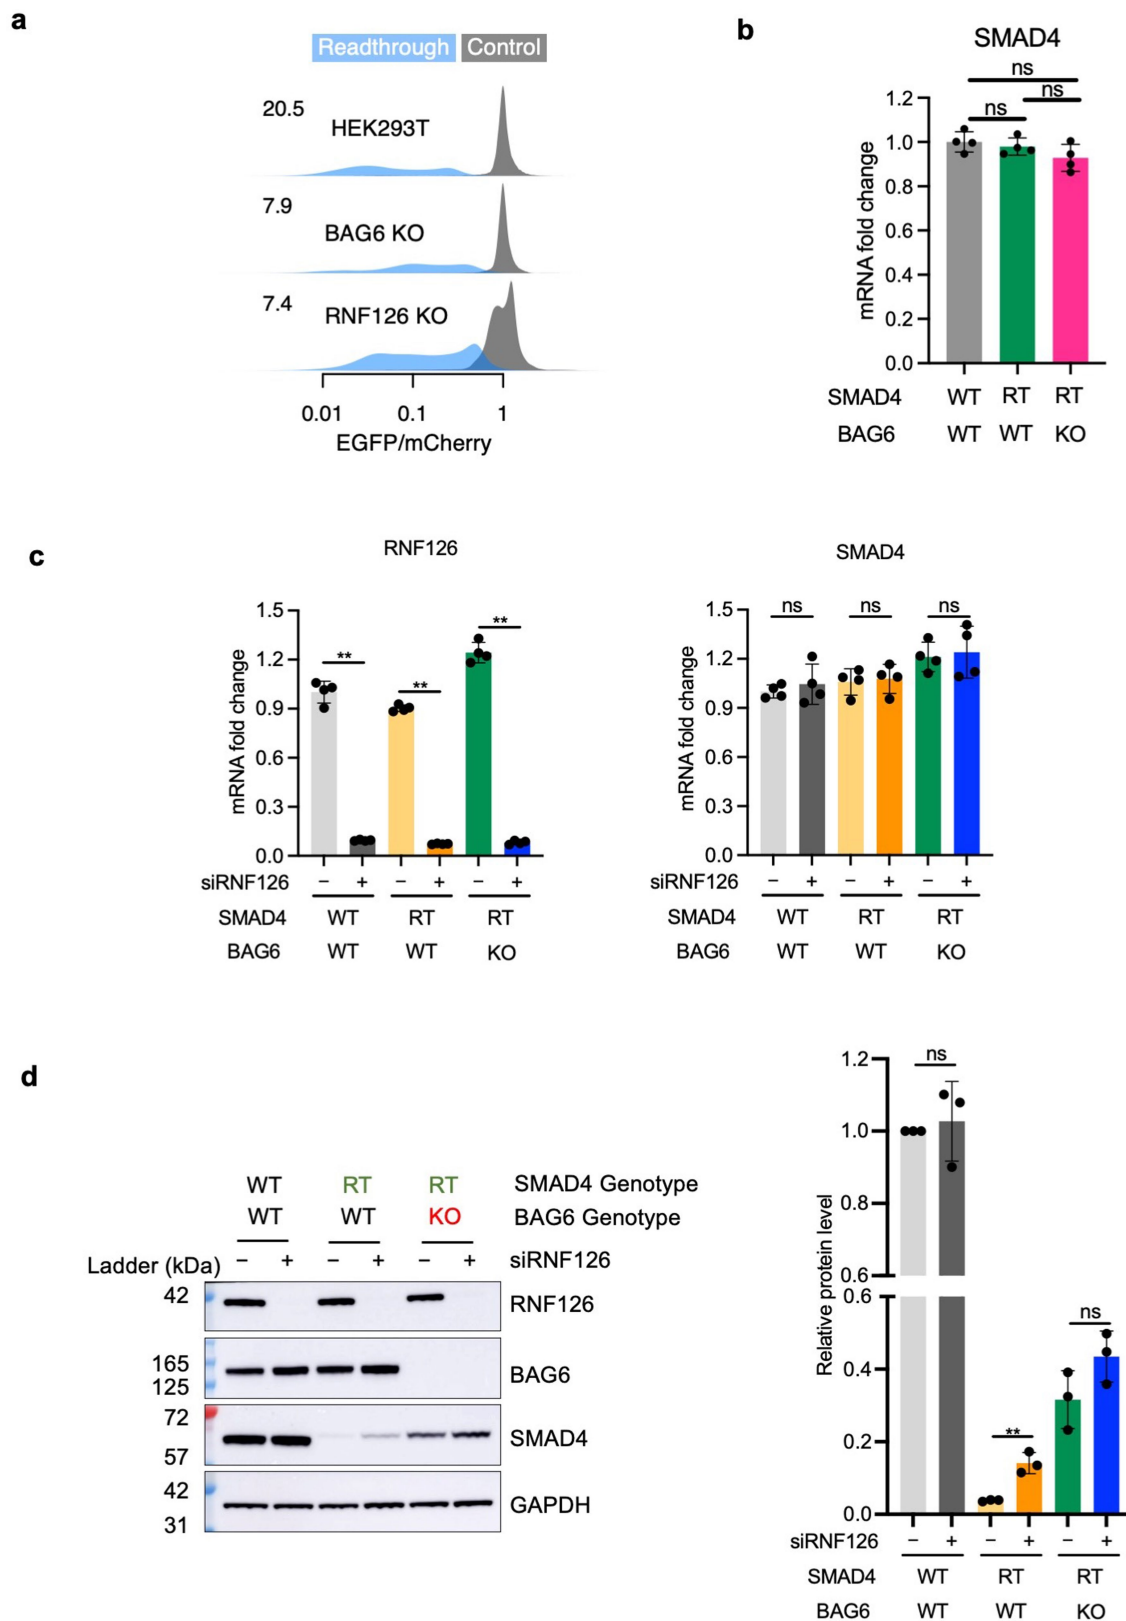 a
Readthrough Control
20.5
HEK293T
7.9
BAG6 KO
7.4
RNF126 KO
0.01 0.1 1
EGFP/mCherry
b
SMAD4
ns
ns
ns
mRNA fold change
1.2
1.0
0.8
0.6
0.4
0.2
0.0
SMAD4 WT RT RT
BAG6 WT WT KO
c
RNF126
mRNA fold change
1.5
1.2
0.9
0.6
0.3
0.0
**
**
**
siRNF126 − + − + − +
SMAD4 WT RT RT
BAG6 WT WT KO
SMAD4
mRNA fold change
1.5
1.2
0.9
0.6
0.3
0.0
ns ns ns
siRNF126 − + − + − +
SMAD4 WT RT RT
BAG6 WT WT KO
d
WT RT RT SMAD4 Genotype
WT WT KO BAG6 Genotype
Ladder (kDa) − + − + − + siRNF126
42 RNF126
165
125 BAG6
72
57 SMAD4
42
31 GAPDH
Relative protein level
1.2
1.0
0.8
0.6
0.6
0.4
0.2
0.0
ns
**
ns
siRNF126 − + − + − +
SMAD4 WT RT RT
BAG6 WT WT KO